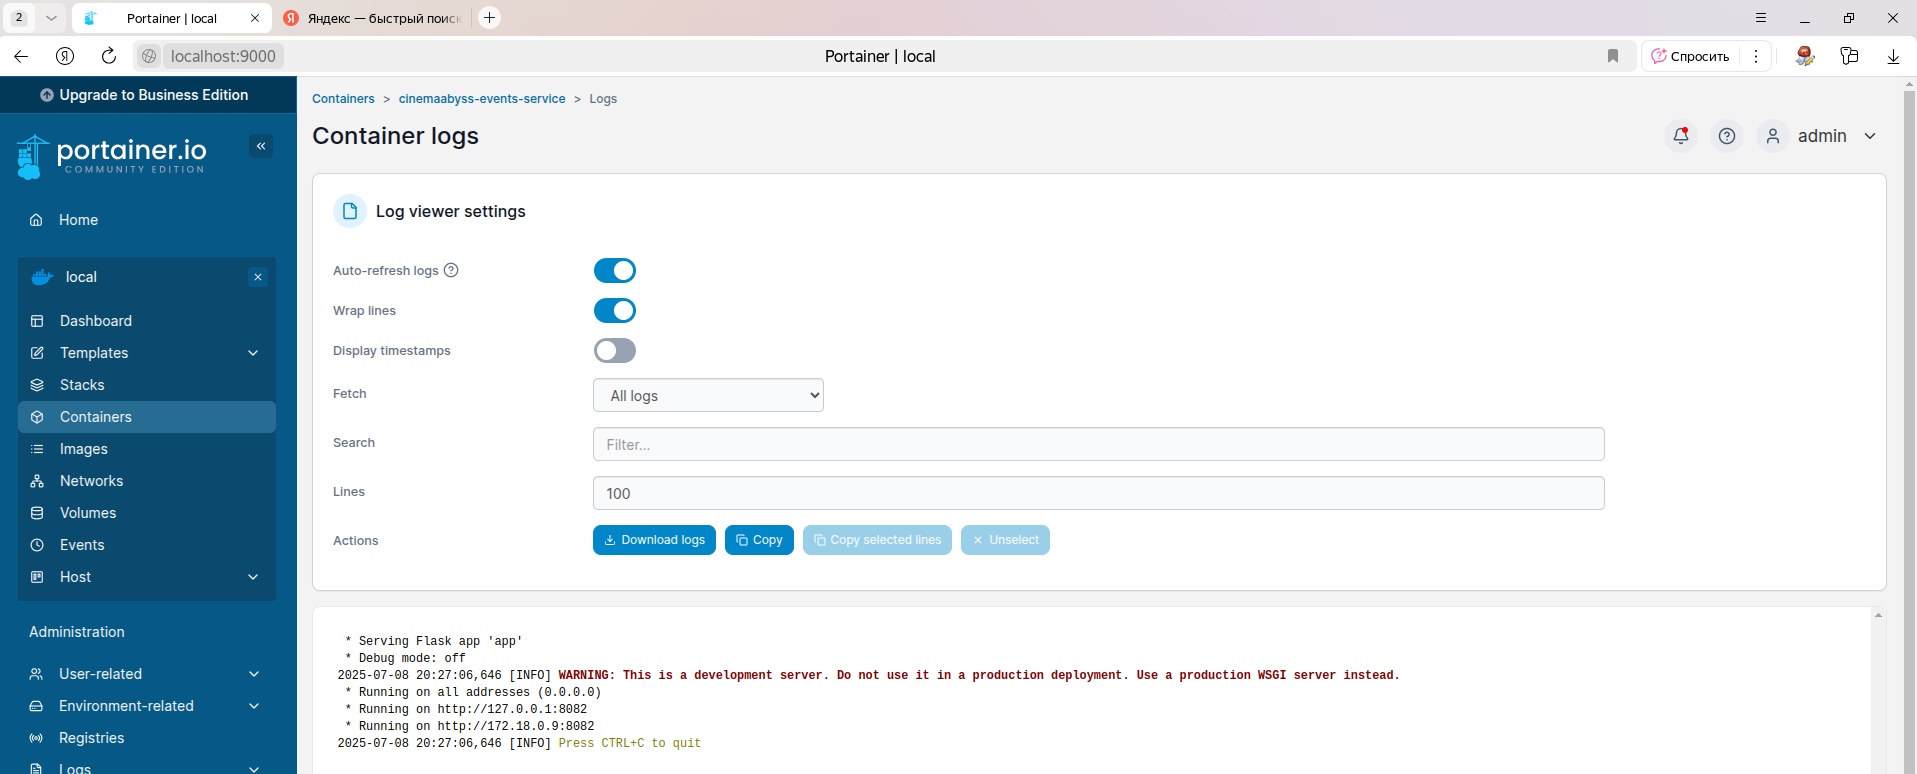 2
Portainer | local
Яндекс — быстрый поиск
localhost:9000
Portainer | local
Спросить
Upgrade to Business Edition
portainer.io
COMMUNITY EDITION
Home
local
Dashboard
Templates
Stacks
Containers
Images
Networks
Volumes
Events
Host
Administration
User-related
Environment-related
Registries
Logs
Containers > cinemaabyss-events-service > Logs
Container logs
admin
Log viewer settings
Auto-refresh logs
Wrap lines
Display timestamps
Fetch
All logs
Search
Filter...
Lines
100
Actions
Download logs
Copy
Copy selected lines
Unselect
* Serving Flask app 'app'
* Debug mode: off
2025-07-08 20:27:06,646 [INFO] WARNING: This is a development server. Do not use it in a production deployment. Use a production WSGI server instead.
* Running on all addresses (0.0.0.0)
* Running on http://127.0.0.1:8082
* Running on http://172.18.0.9:8082
2025-07-08 20:27:06,646 [INFO] Press CTRL+C to quit